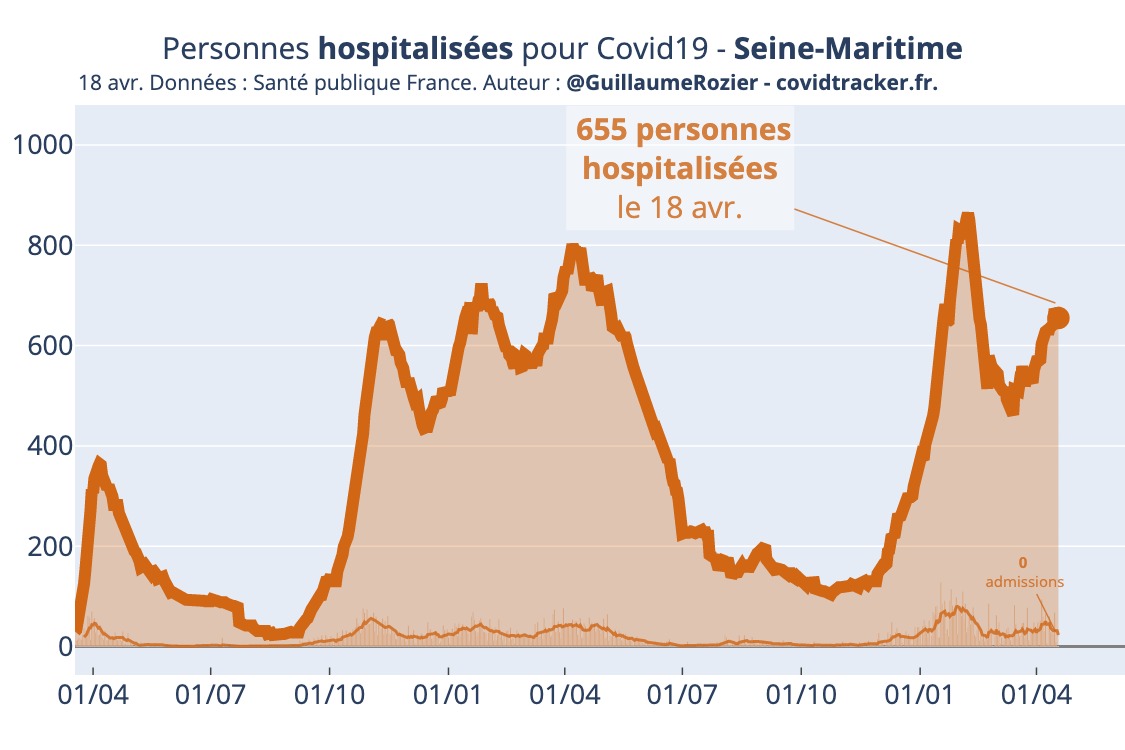 Personnes hospitalisées pour Covid19 - Seine-Maritime
18 avr. Données : Santé publique France. Auteur : @GuillaumeRozier - covidtracker.fr.
655 personnes
hospitalisées
le 18 avr.
1000
800
600
400
200
0
0
admissions
01/04 01/07 01/10 01/01 01/04 01/07 01/10 01/01 01/04